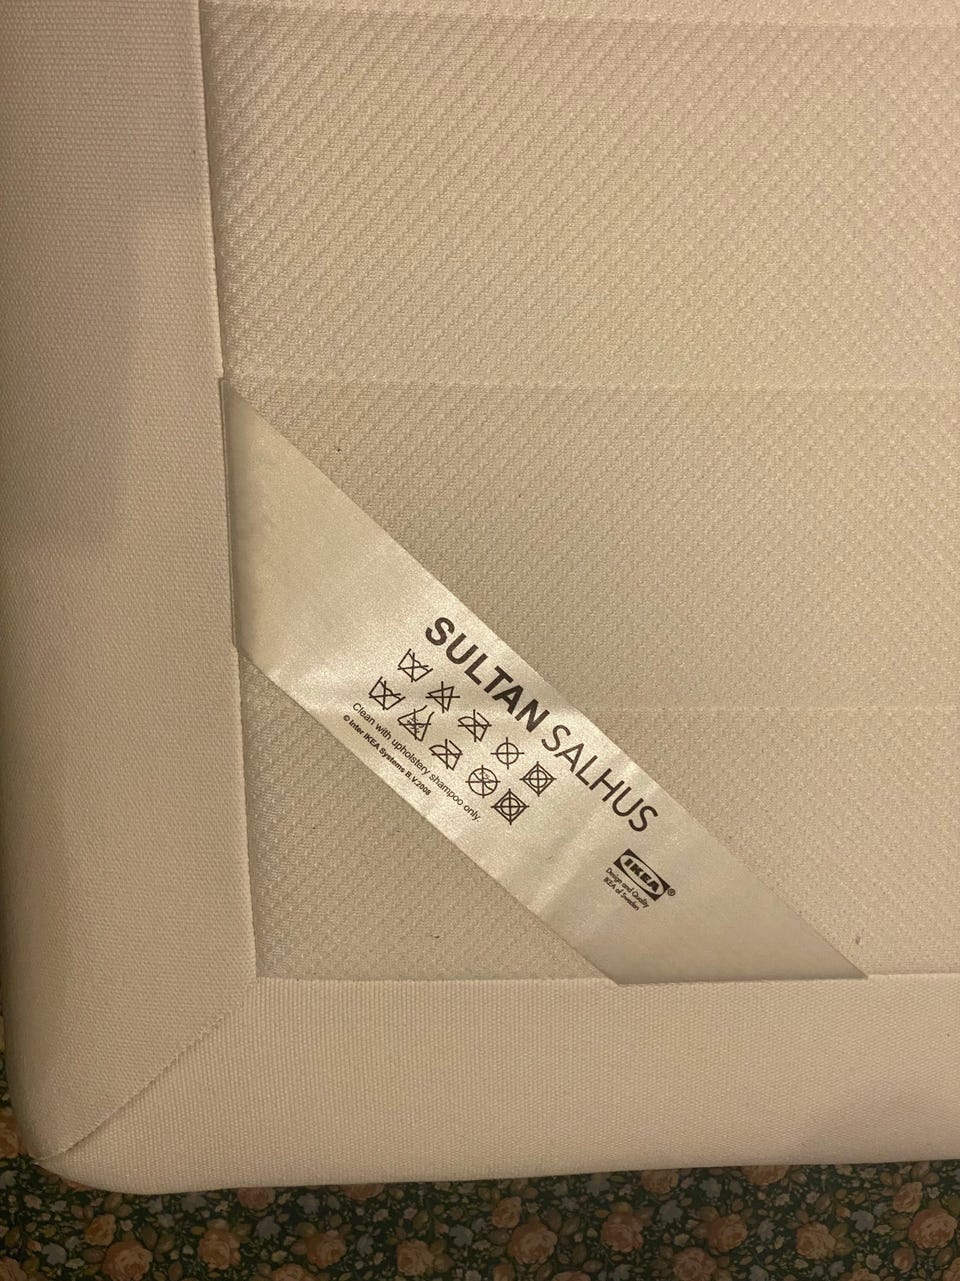 SULTAN SALHUS
Clean with upholstery shampoo only.
© Inter IKEA Systems B.V.2008
IKEA®
Design and Quality
IKEA of Sweden